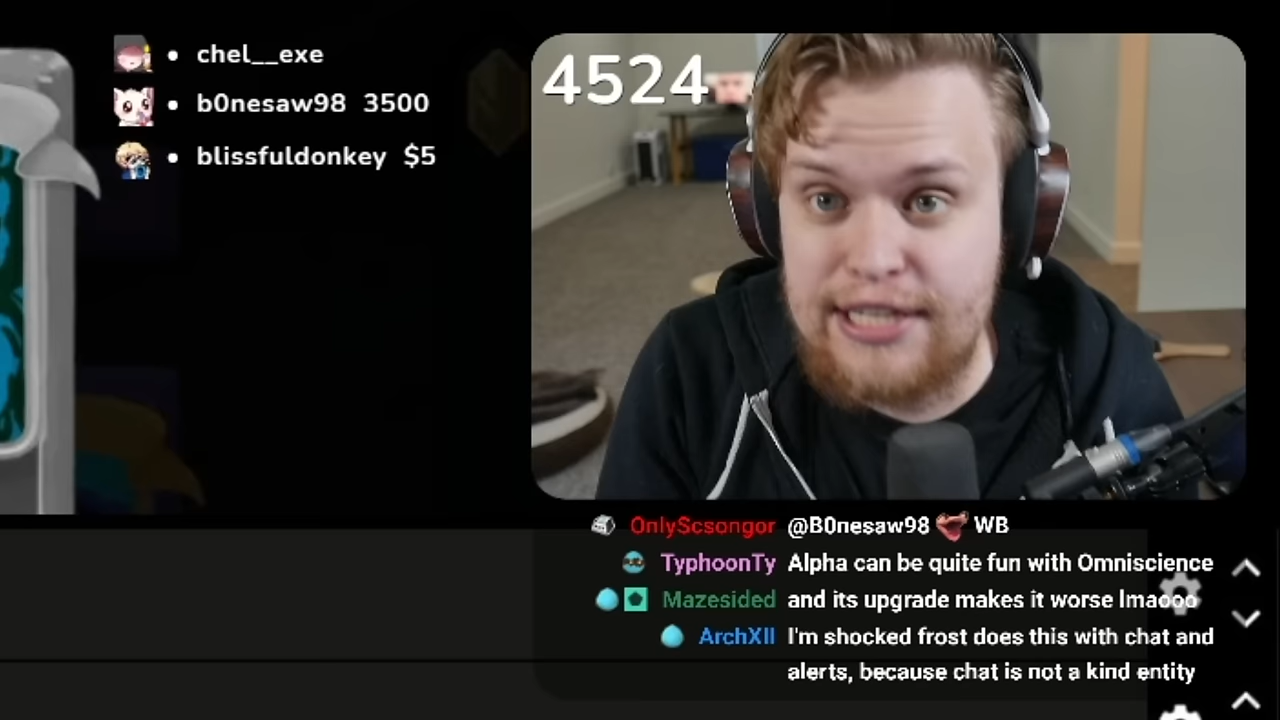 chel__exe
b0nesaw98 3500
blissfuldonkey $5
4524
OnlyScsongor @B0nesaw98 WB
TyphoonTy Alpha can be quite fun with Omniscience
Mazesided and its upgrade makes it worse lmaooo
ArchXII I'm shocked frost does this with chat and
alerts, because chat is not a kind entity